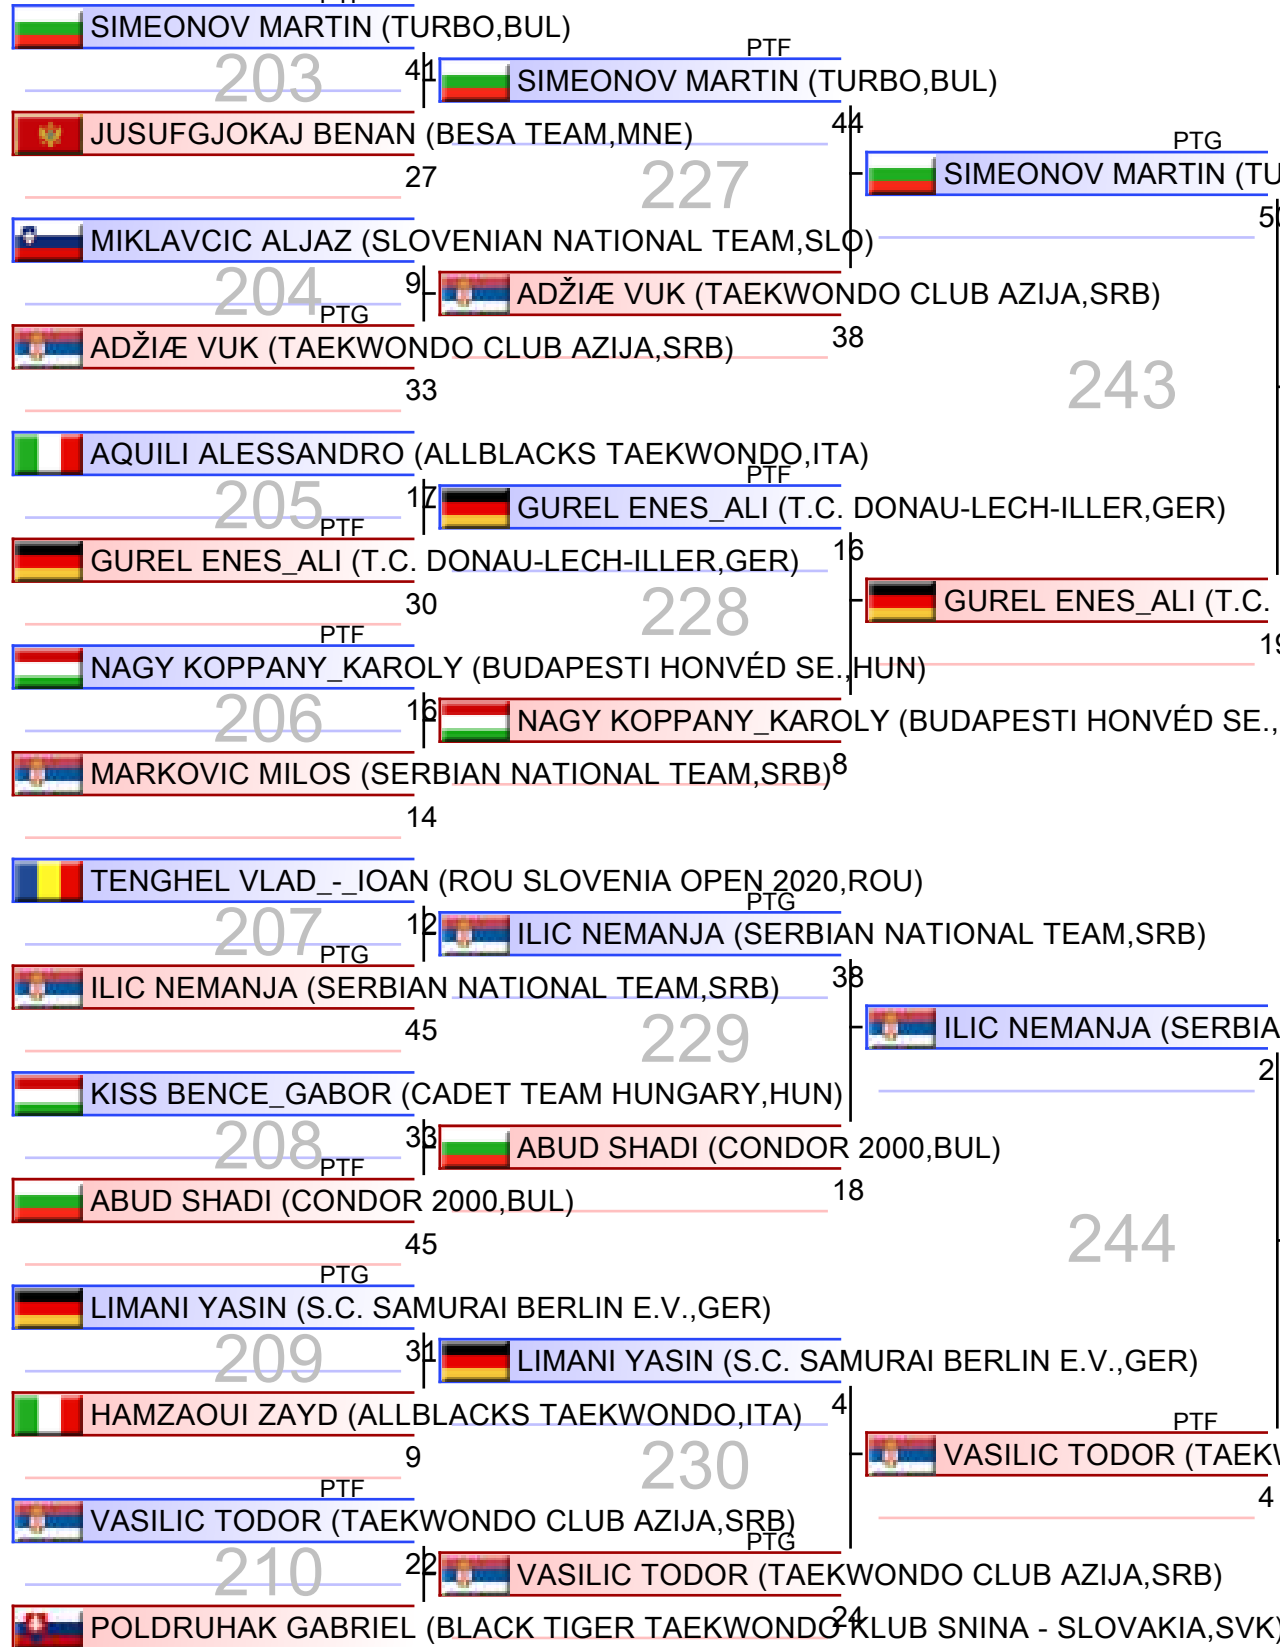 SIMEONOV MARTIN (TURBO,BUL)
203
41
JUSUFGJOKAJ BENAN (BESA TEAM,MNE)
27
PTF
SIMEONOV MARTIN (TURBO,BUL)
44
227
PTG
SIMEONOV MARTIN (TU
MIKLAVCIC ALJAZ (SLOVENIAN NATIONAL TEAM,SLO)
204
9
PTG
ADŽIÆ VUK (TAEKWONDO CLUB AZIJA,SRB)
33
ADŽIÆ VUK (TAEKWONDO CLUB AZIJA,SRB)
38
243
AQUILI ALESSANDRO (ALLBLACKS TAEKWONDO,ITA)
205
17
PTF
GUREL ENES_ALI (T.C. DONAU-LECH-ILLER,GER)
30
PTF
GUREL ENES_ALI (T.C. DONAU-LECH-ILLER,GER)
16
228
GUREL ENES_ALI (T.C.
19
PTF
NAGY KOPPANY_KAROLY (BUDAPESTI HONVÉD SE.,HUN)
206
16
MARKOVIC MILOS (SERBIAN NATIONAL TEAM,SRB)
14
NAGY KOPPANY_KAROLY (BUDAPESTI HONVÉD SE.,
8
TENGHEL VLAD_-_IOAN (ROU SLOVENIA OPEN 2020,ROU)
207
12
PTG
ILIC NEMANJA (SERBIAN NATIONAL TEAM,SRB)
45
PTG
ILIC NEMANJA (SERBIAN NATIONAL TEAM,SRB)
38
229
ILIC NEMANJA (SERBIA
2
KISS BENCE_GABOR (CADET TEAM HUNGARY,HUN)
208
33
PTF
ABUD SHADI (CONDOR 2000,BUL)
45
ABUD SHADI (CONDOR 2000,BUL)
18
244
PTG
LIMANI YASIN (S.C. SAMURAI BERLIN E.V.,GER)
209
31
HAMZAOUI ZAYD (ALLBLACKS TAEKWONDO,ITA)
9
LIMANI YASIN (S.C. SAMURAI BERLIN E.V.,GER)
4
230
PTF
VASILIC TODOR (TAEKW
4
PTF
VASILIC TODOR (TAEKWONDO CLUB AZIJA,SRB)
210
22
PTG
VASILIC TODOR (TAEKWONDO CLUB AZIJA,SRB)
24
POLDRUHAK GABRIEL (BLACK TIGER TAEKWONDO KLUB SNINA - SLOVAKIA,SVK)